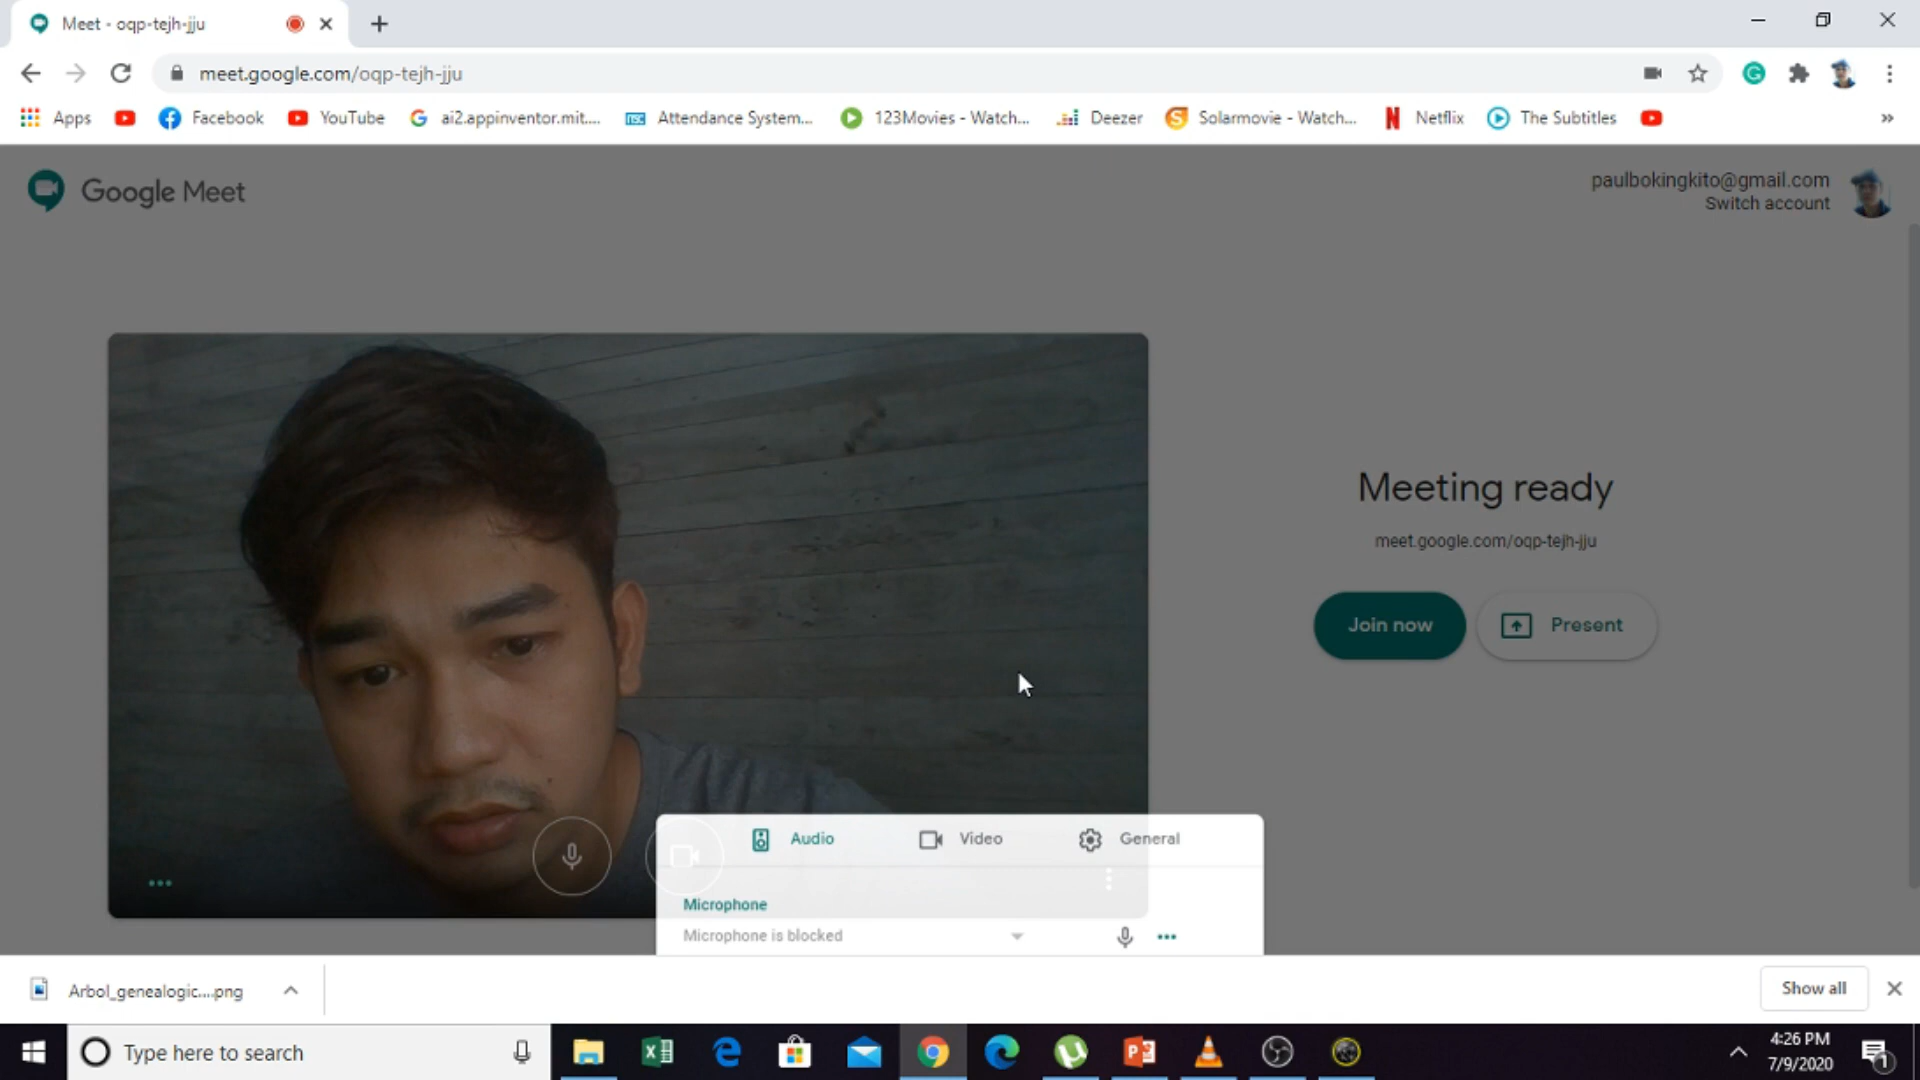 Meet - oqp-tejh-jju
meet.google.com/oqp-tejh-jju
Apps
Facebook
YouTube
ai2.appinventor.mit....
Attendance System...
123Movies - Watch...
Deezer
Solarmovie - Watch...
Netflix
The Subtitles
»
Google Meet
paulbokingkito@gmail.com
Switch account
Meeting ready
meet.google.com/oqp-tejh-jju
Join now
Present
Audio
Video
General
Microphone
Microphone is blocked
Arbol_genealogic....png
Show all
Type here to search
4:26 PM
7/9/2020
1